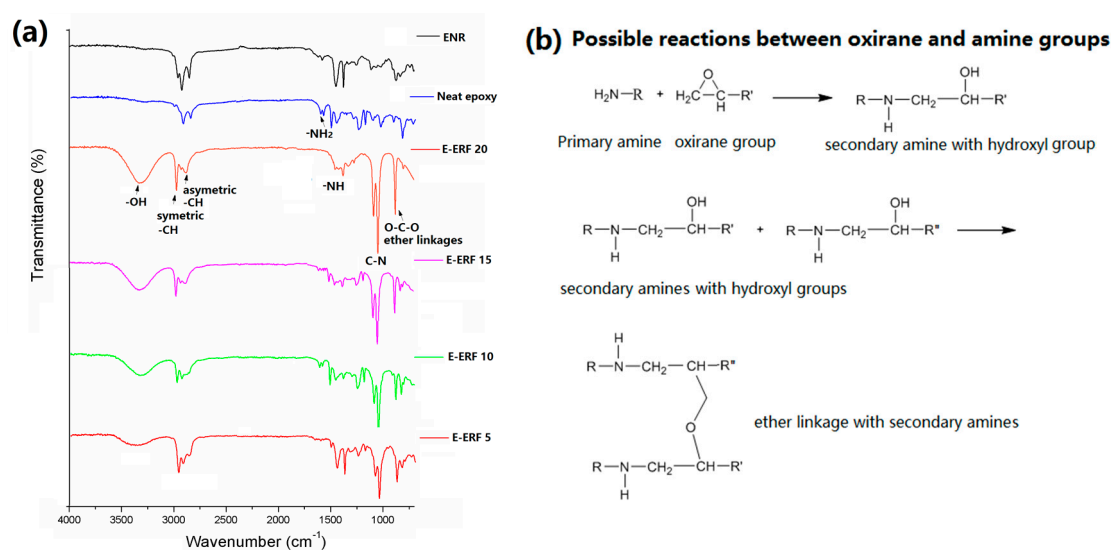 (a)
ENR
Neat epoxy
-NH₂
E-ERF 20
-OH
symetric
-CH
asymetric
-CH
-NH
O-C-O
ether linkages
C-N
E-ERF 15
E-ERF 10
E-ERF 5
Transmittance (%)
4000 3500 3000 2500 2000 1500 1000
Wavenumber (cm⁻¹)
(b) Possible reactions between oxirane and amine groups
H₂N—R + H₂C—C—R' O H
R—N—CH₂—CH—R' OH H
Primary amine oxirane group
secondary amine with hydroxyl group
R—N—CH₂—CH—R' OH H + R—N—CH₂—CH—R" OH H
secondary amines with hydroxyl groups
H
R—N—CH₂—CH—R"
O
ether linkage with secondary amines
R—N—CH₂—CH—R'
H